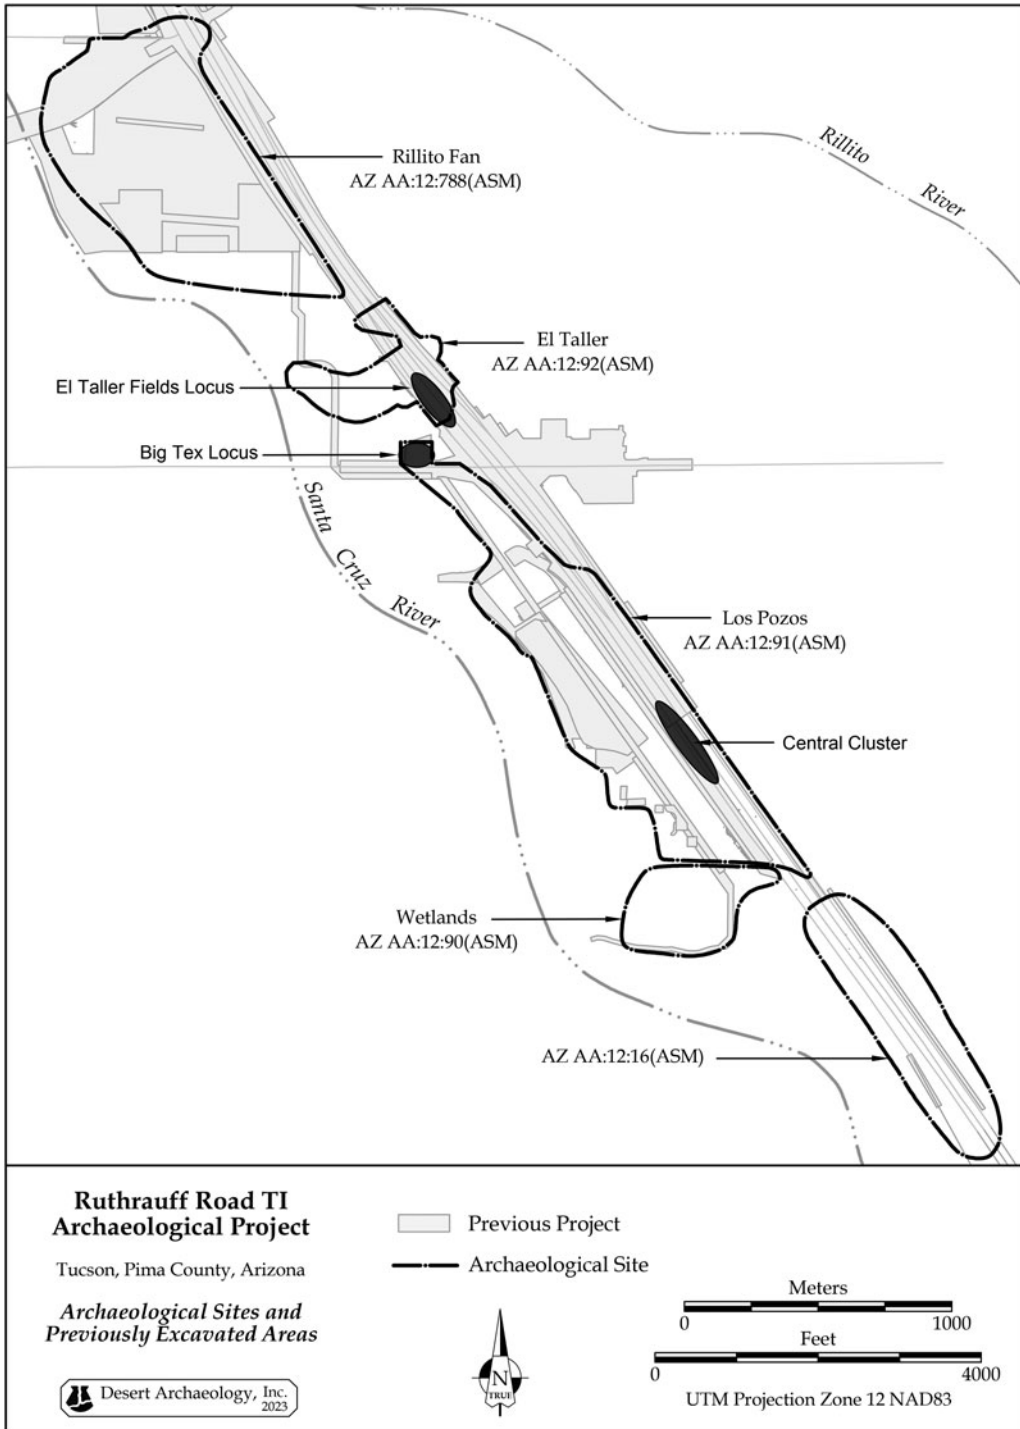 Rillito
River
Rillito Fan
AZ AA:12:788(ASM)
El Taller
AZ AA:12:92(ASM)
El Taller Fields Locus
Big Tex Locus
Santa
Cruz
River
Los Pozos
AZ AA:12:91(ASM)
Central Cluster
Wetlands
AZ AA:12:90(ASM)
AZ AA:12:16(ASM)
Ruthrauff Road TI
Archaeological Project
Tucson, Pima County, Arizona
Archaeological Sites and
Previously Excavated Areas
Desert Archaeology, Inc.
2023
Previous Project
Archaeological Site
N
TRUE
Meters
0 1000
Feet
0 4000
UTM Projection Zone 12 NAD83